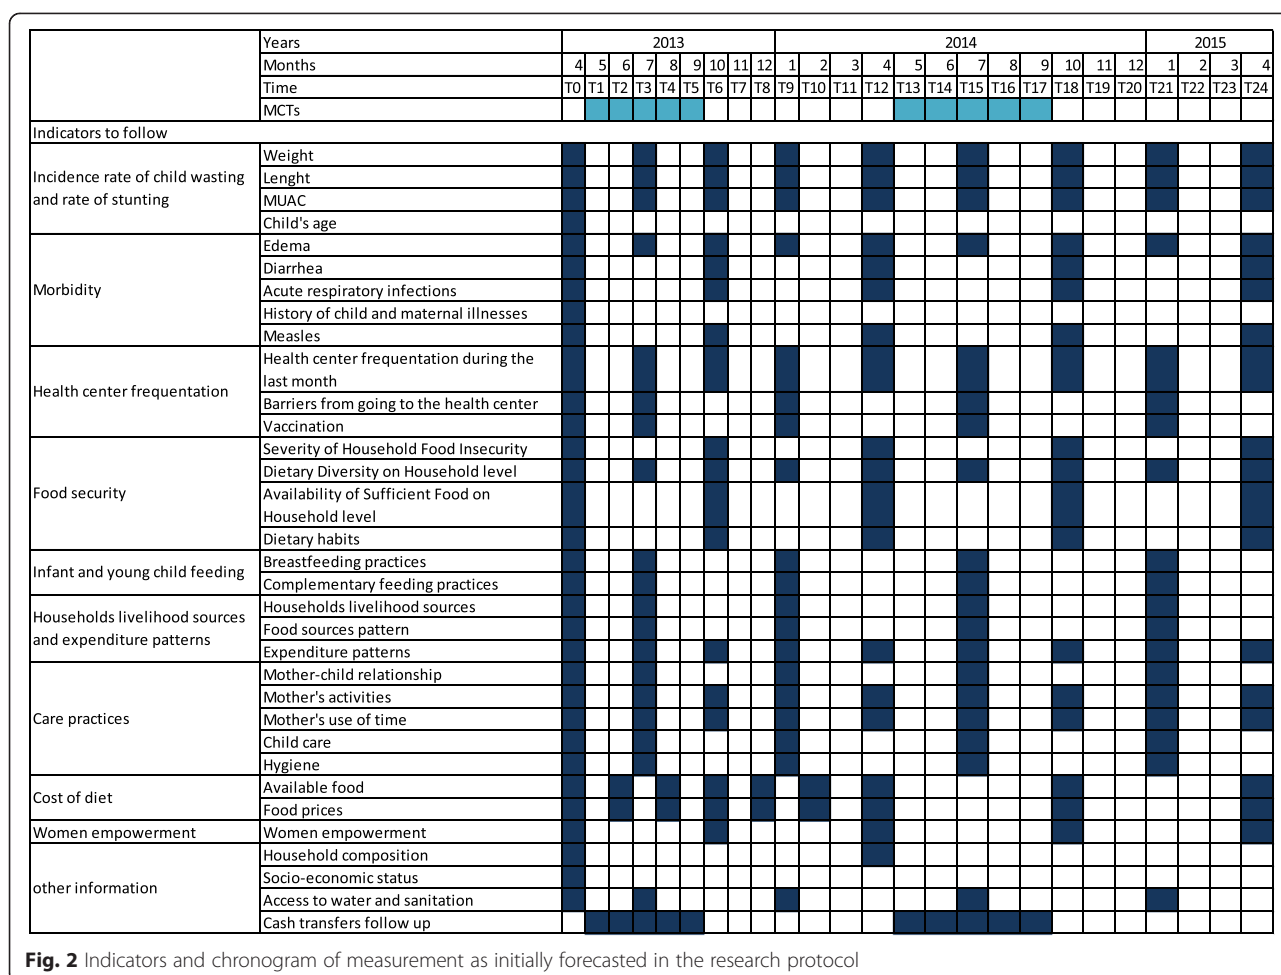 Years 2013 2014 2015
Months 4 5 6 7 8 9 10 11 12 1 2 3 4 5 6 7 8 9 10 11 12 1 2 3 4
Time T0 T1 T2 T3 T4 T5 T6 T7 T8 T9 T10 T11 T12 T13 T14 T15 T16 T17 T18 T19 T20 T21 T22 T23 T24
MCTs
Indicators to follow
Incidence rate of child wasting
and rate of stunting
Weight
Lenght
MUAC
Child's age
Morbidity
Edema
Diarrhea
Acute respiratory infections
History of child and maternal illnesses
Measles
Health center frequentation
Health center frequentation during the
last month
Barriers from going to the health center
Vaccination
Food security
Severity of Household Food Insecurity
Dietary Diversity on Household level
Availability of Sufficient Food on
Household level
Dietary habits
Infant and young child feeding
Breastfeeding practices
Complementary feeding practices
Households livelihood sources
and expenditure patterns
Households livelihood sources
Food sources pattern
Expenditure patterns
Care practices
Mother-child relationship
Mother's activities
Mother's use of time
Child care
Hygiene
Cost of diet
Available food
Food prices
Women empowerment
Women empowerment
other information
Household composition
Socio-economic status
Access to water and sanitation
Cash transfers follow up
Fig. 2 Indicators and chronogram of measurement as initially forecasted in the research protocol